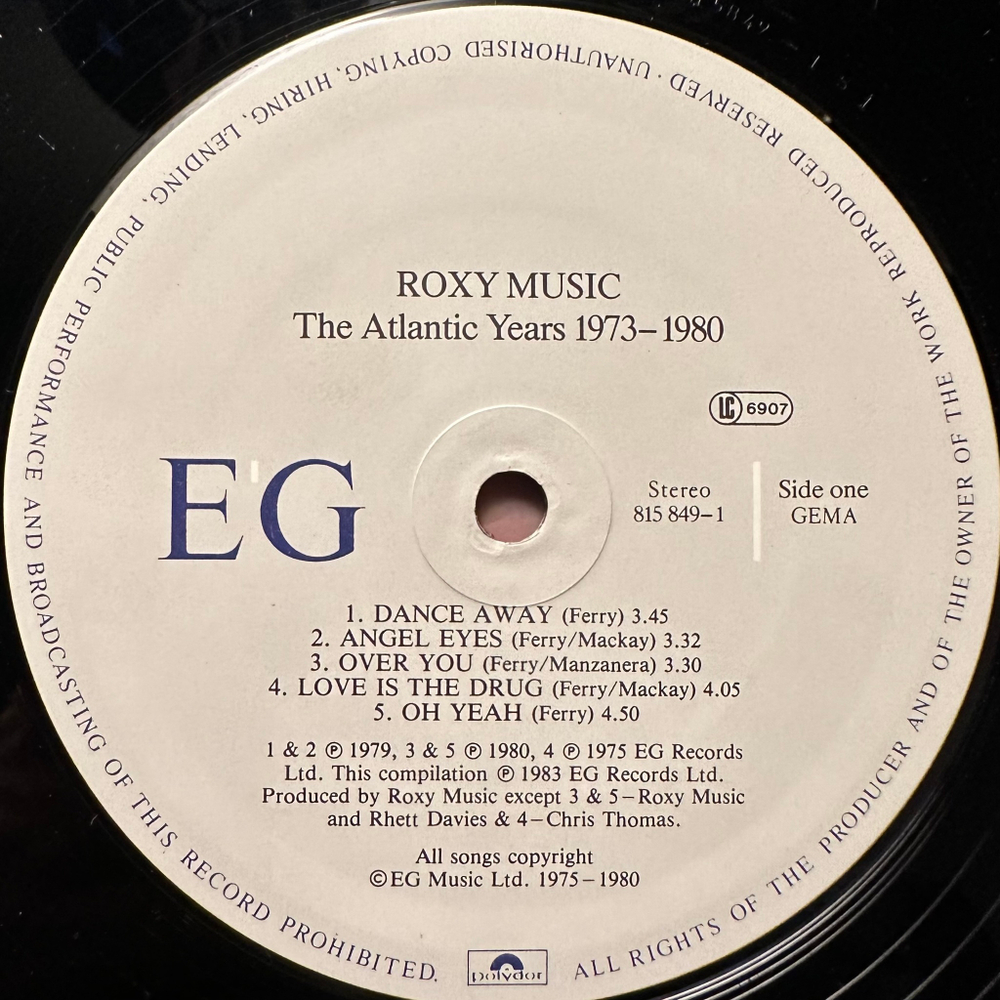 ROXY MUSIC
The Atlantic Years 1973–1980
LC 6907
EG
Stereo
815 849–1
Side one
GEMA
1. DANCE AWAY (Ferry) 3.45
2. ANGEL EYES (Ferry/Mackay) 3.32
3. OVER YOU (Ferry/Manzanera) 3.30
4. LOVE IS THE DRUG (Ferry/Mackay) 4.05
5. OH YEAH (Ferry) 4.50
1 & 2 ℗ 1979, 3 & 5 ℗ 1980, 4 ℗ 1975 EG Records
Ltd. This compilation ℗ 1983 EG Records Ltd.
Produced by Roxy Music except 3 & 5–Roxy Music
and Rhett Davies & 4–Chris Thomas.
All songs copyright
©EG Music Ltd. 1975–1980
polydor
ALL RIGHTS OF THE PRODUCER AND OF THE OWNER OF THE WORK REPRODUCED RESERVED · UNAUTHORISED COPYING, HIRING, LENDING, PUBLIC PERFORMANCE AND BROADCASTING OF THIS RECORD PROHIBITED.